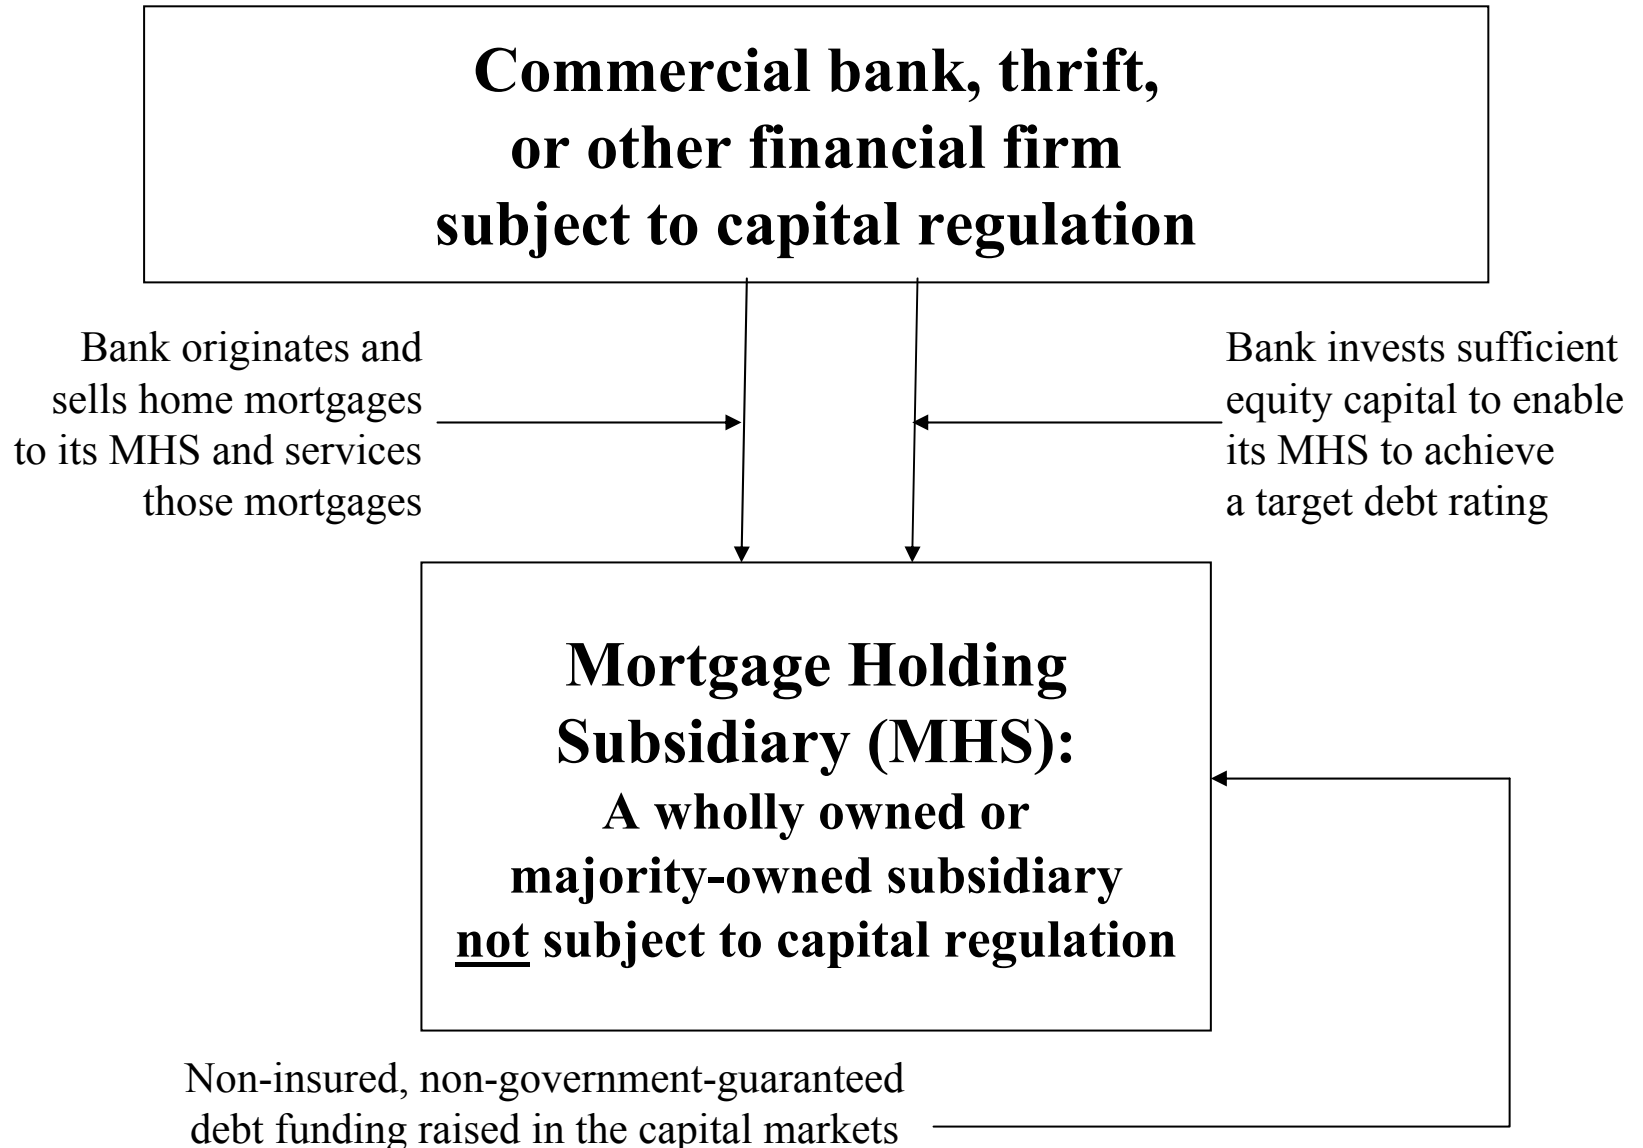 Commercial bank, thrift,
or other financial firm
subject to capital regulation
Bank originates and
sells home mortgages
to its MHS and services
those mortgages
Bank invests sufficient
equity capital to enable
its MHS to achieve
a target debt rating
Mortgage Holding
Subsidiary (MHS):
A wholly owned or
majority-owned subsidiary
not subject to capital regulation
Non-insured, non-government-guaranteed
debt funding raised in the capital markets